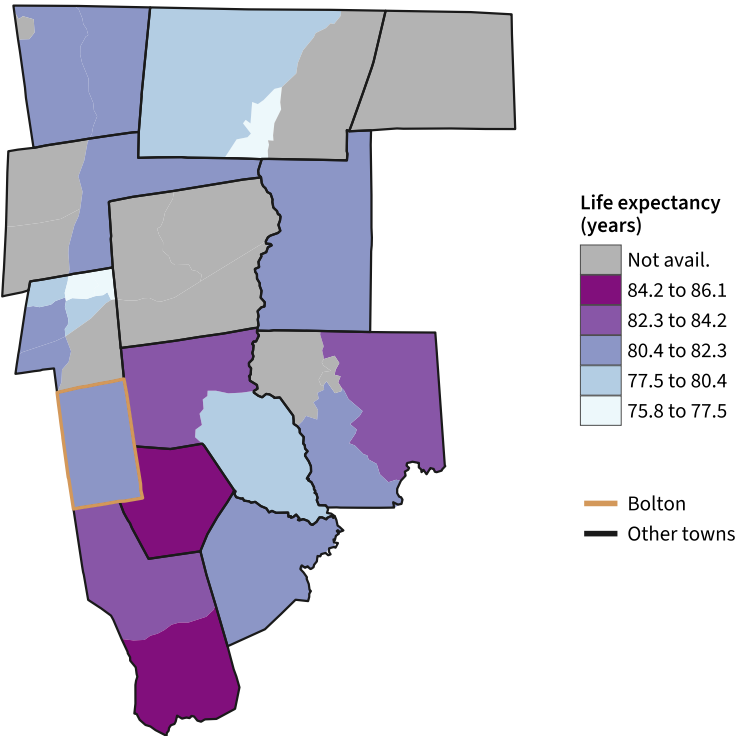 Life expectancy
(years)
Not avail.
84.2 to 86.1
82.3 to 84.2
80.4 to 82.3
77.5 to 80.4
75.8 to 77.5
Bolton
Other towns